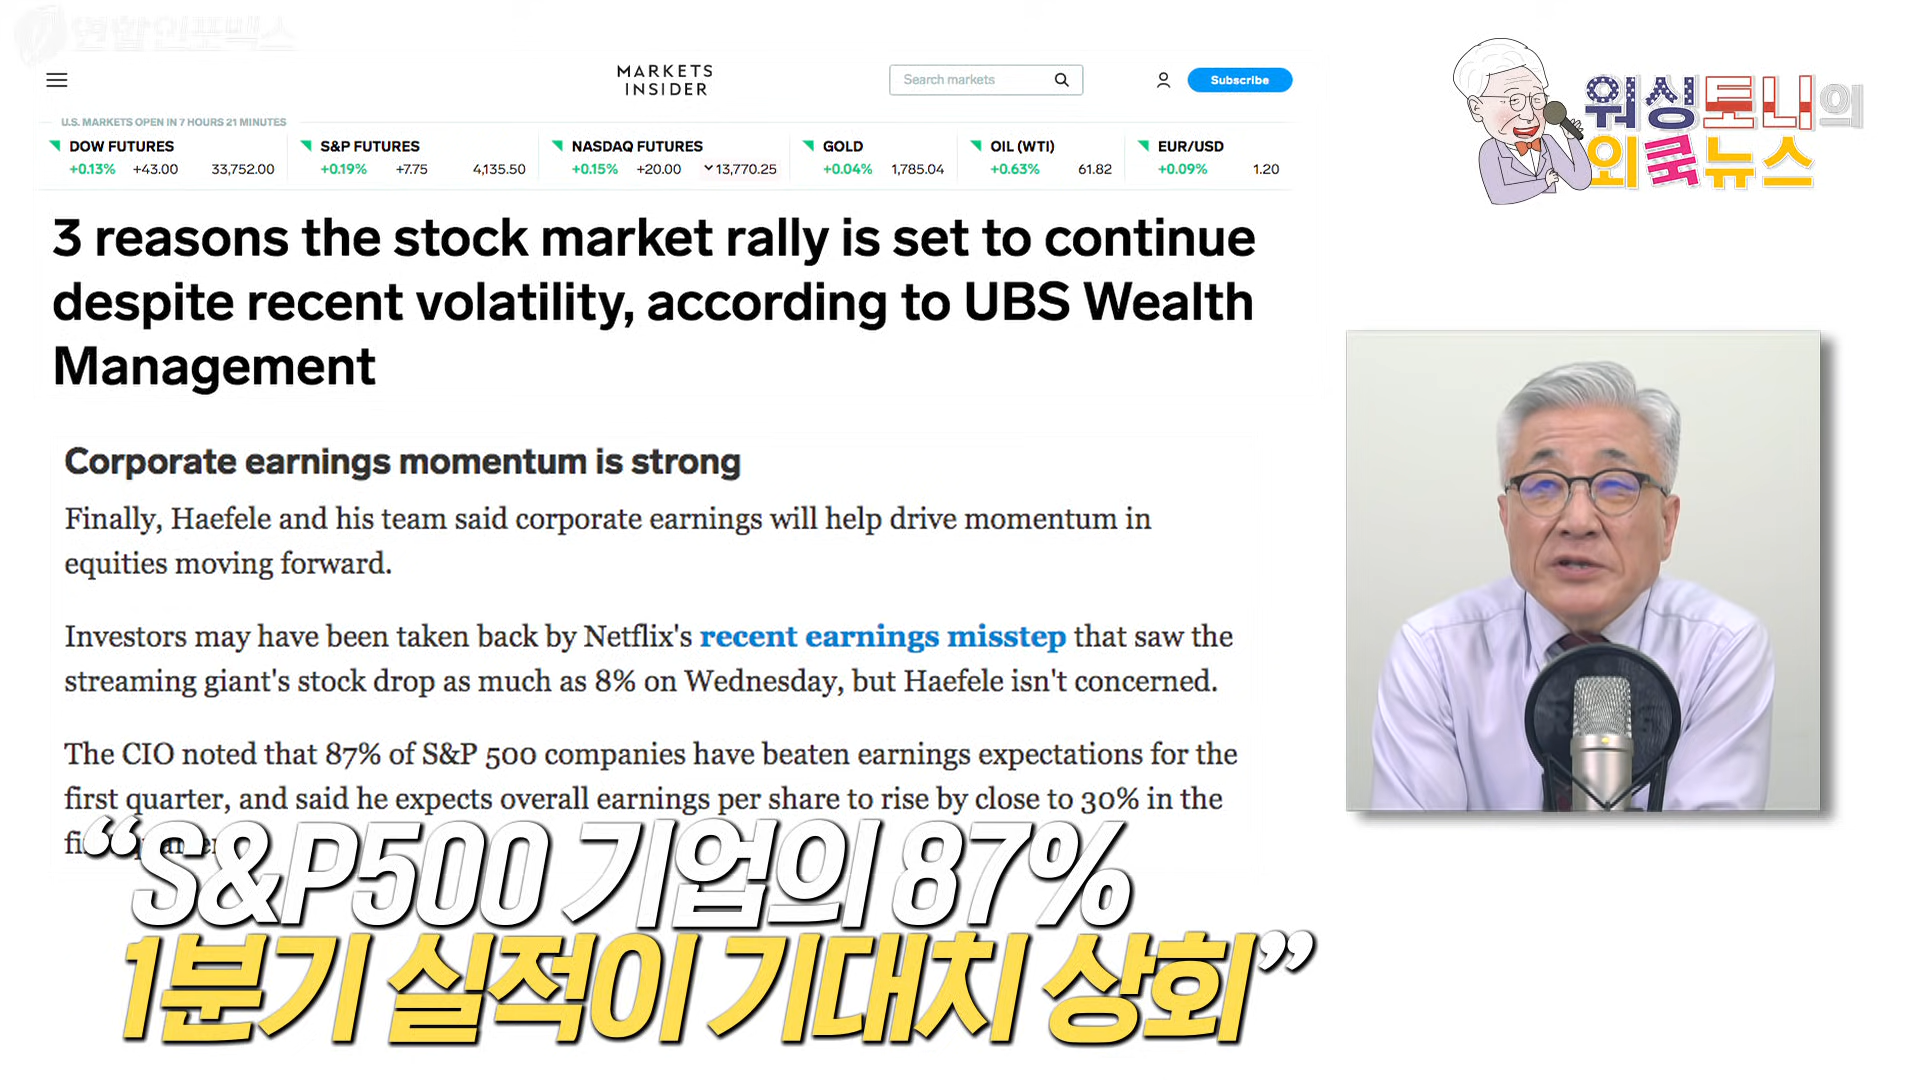 연합인포맥스
MARKETS
INSIDER
Search markets
Subscribe
워싱토니의
외쿡뉴스
U.S. MARKETS OPEN IN 7 HOURS 21 MINUTES
DOW FUTURES
+0.13% +43.00 33,752.00
S&P FUTURES
+0.19% +7.75 4,135.50
NASDAQ FUTURES
+0.15% +20.00 13,770.25
GOLD
+0.04% 1,785.04
OIL (WTI)
+0.63% 61.82
EUR/USD
+0.09% 1.20
3 reasons the stock market rally is set to continue
despite recent volatility, according to UBS Wealth
Management
Corporate earnings momentum is strong
Finally, Haefele and his team said corporate earnings will help drive momentum in
equities moving forward.
Investors may have been taken back by Netflix's recent earnings misstep that saw the
streaming giant's stock drop as much as 8% on Wednesday, but Haefele isn't concerned.
The CIO noted that 87% of S&P 500 companies have beaten earnings expectations for the
first quarter, and said he expects overall earnings per share to rise by close to 30% in the
“S&P500 기업의 87%
1분기 실적이 기대치 상회”